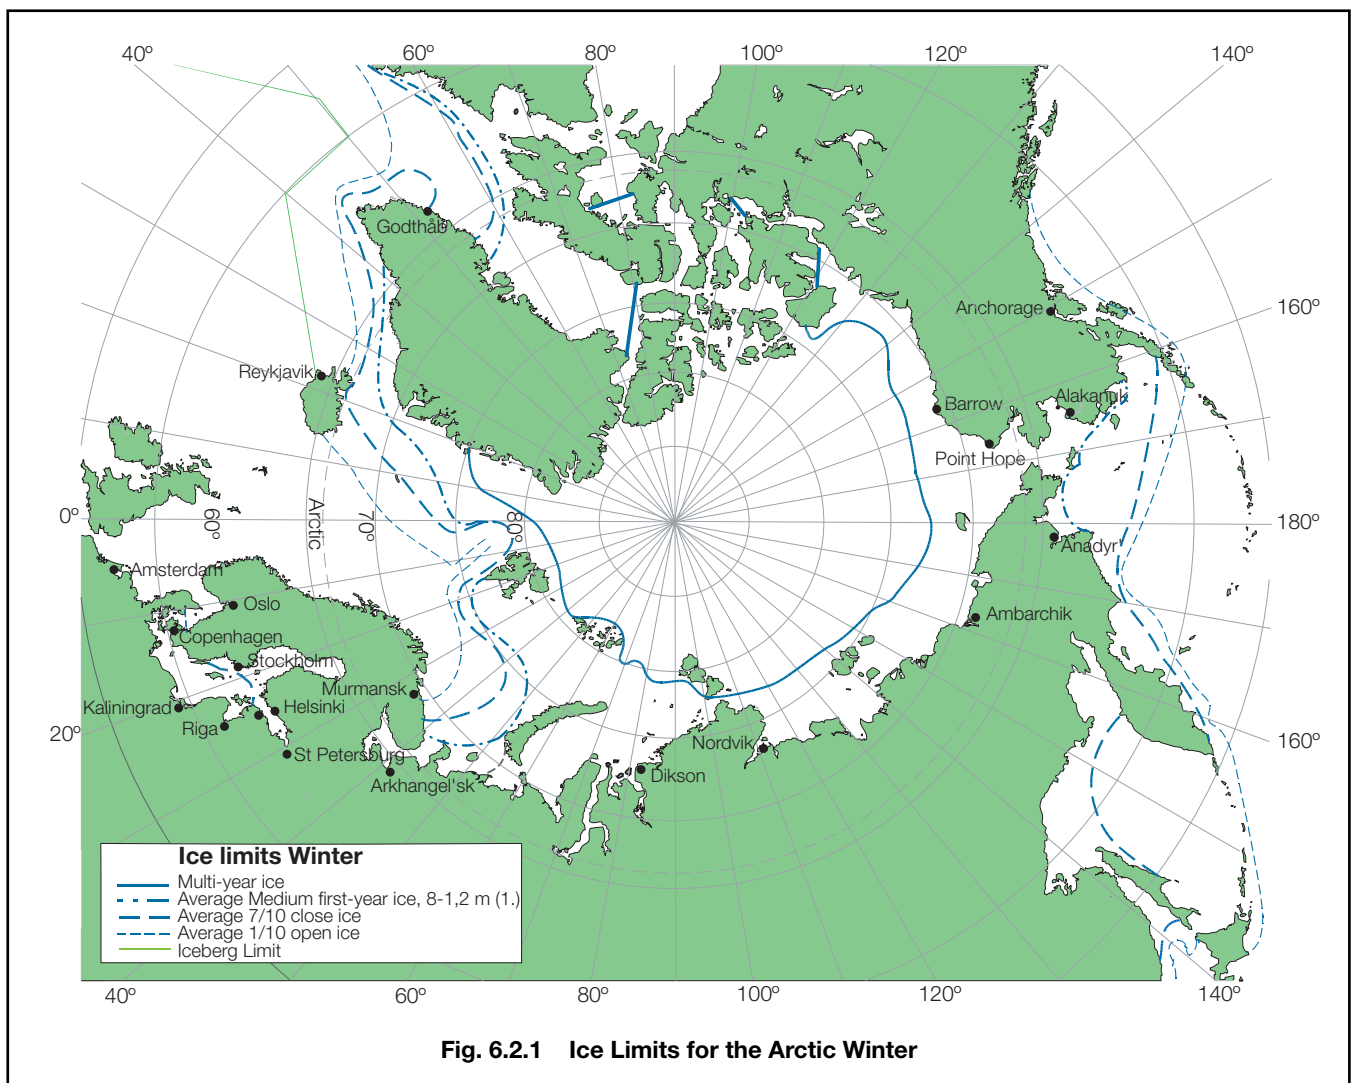 40º 60º 80º 100º 120º 140º
Godthåb
Anchorage
160º
Reykjavik
Barrow
Alakanuk
Point Hope
0º
60º
Arctic
70º
80º
180º
Anadyr'
Amsterdam
Oslo
Ambarchik
Copenhagen
Stockholm
Murmansk
Kaliningrad
Helsinki
Riga
20º
St Petersburg
Nordvik
160º
Dikson
Arkhangel'sk
Ice limits Winter
Multi-year ice
Average Medium first-year ice, 8-1,2 m (1.)
Average 7/10 close ice
Average 1/10 open ice
Iceberg Limit
40º 60º 80º 100º 120º 140º
Fig. 6.2.1 Ice Limits for the Arctic Winter